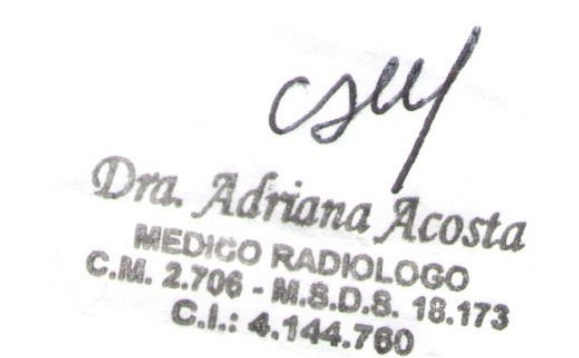 Dra. Adriana Acosta
MEDICO RADIOLOGO
C.M. 2.706 - M.S.D.S. 18.173
C.I.: 4.144.760